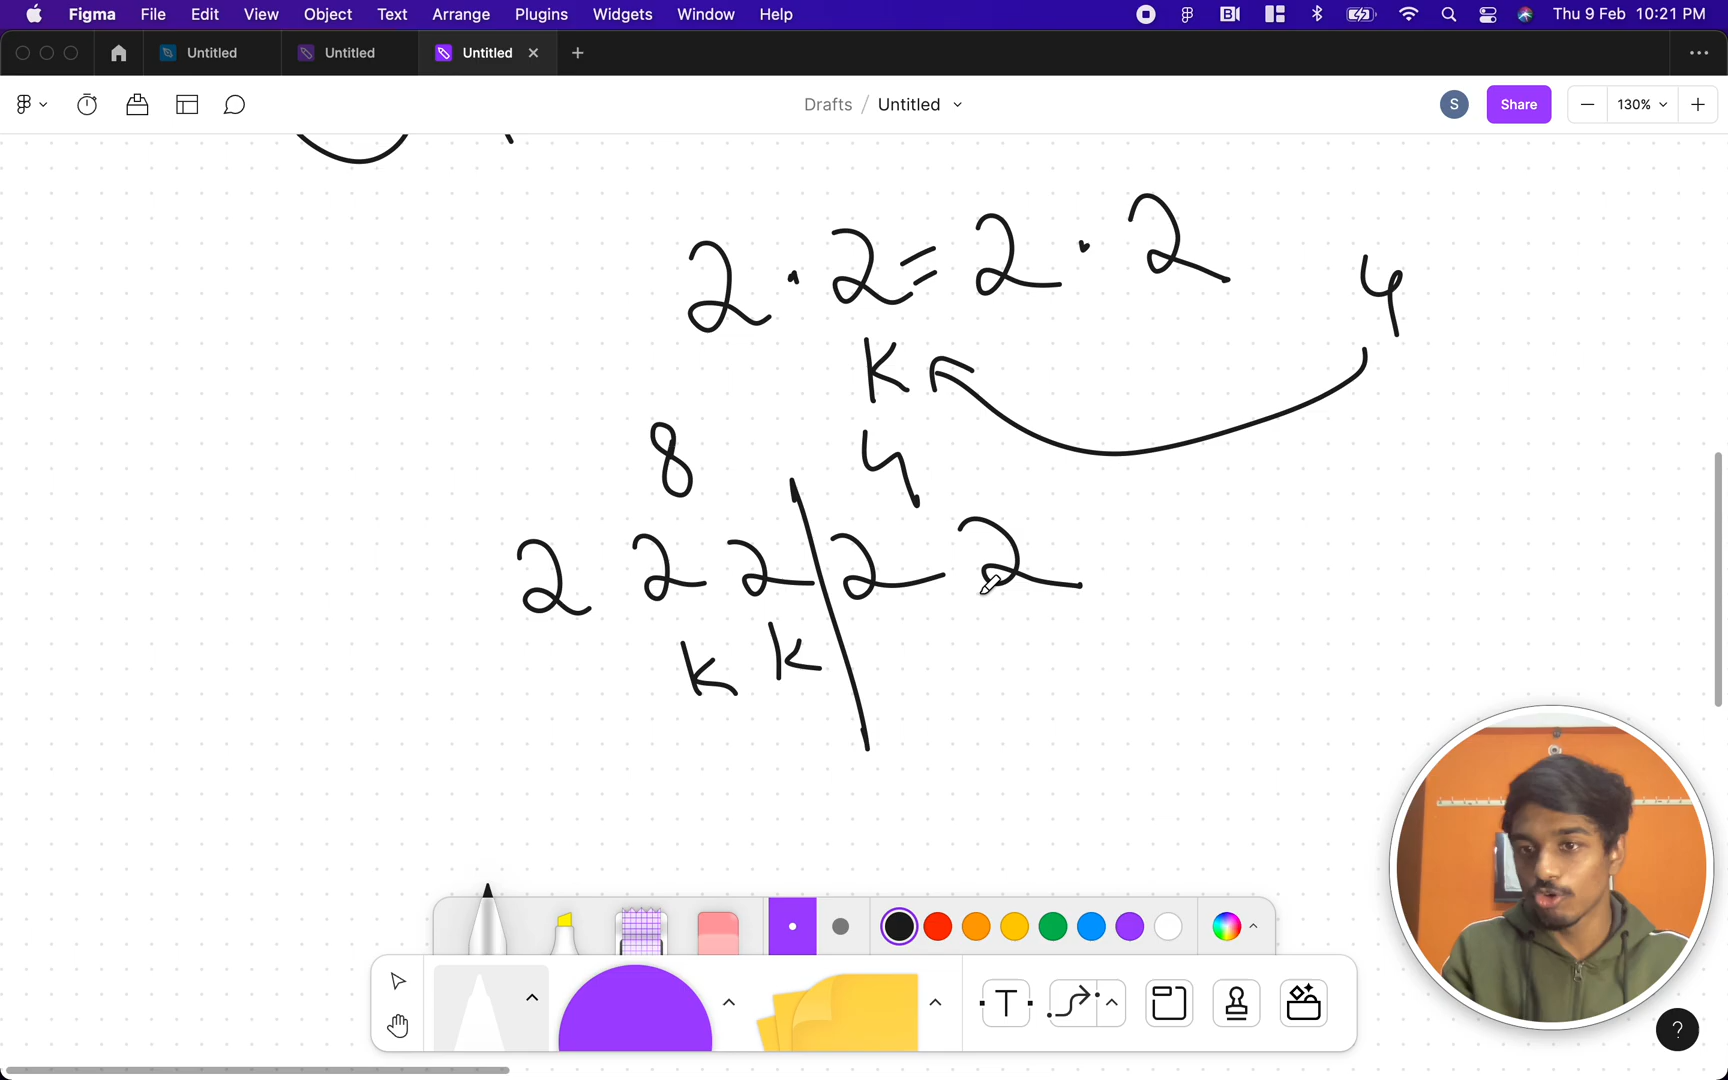 Figma File Edit View Object Text Arrange Plugins Widgets Window Help Thu 9 Feb 10:21 PM
Untitled Untitled Untitled
Drafts / Untitled S Share 130%
2 · 2 = 2 · 2 4
K
8 4
2 2 2 2 2
K K
T
?